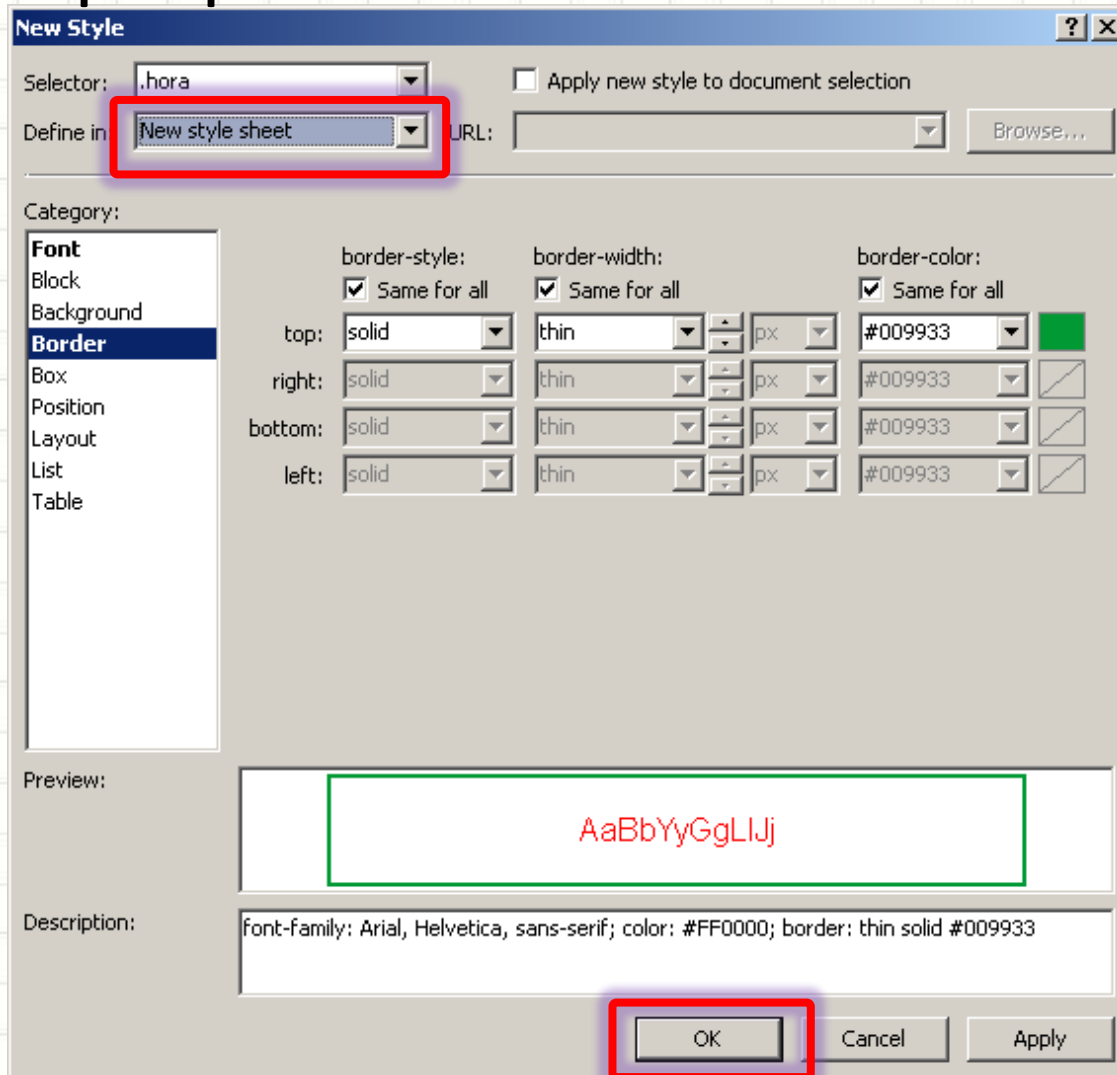 New Style
Selector: .hora Apply new style to document selection
Define in: New style sheet URL: Browse...
Category:
Font
Block
Background
Border
Box
Position
Layout
List
Table
border-style: border-width: border-color:
Same for all Same for all Same for all
top: solid thin px #009933
right: solid thin px #009933
bottom: solid thin px #009933
left: solid thin px #009933
Preview:
AaBbYyGgLlJj
Description:
font-family: Arial, Helvetica, sans-serif; color: #FF0000; border: thin solid #009933
OK Cancel Apply